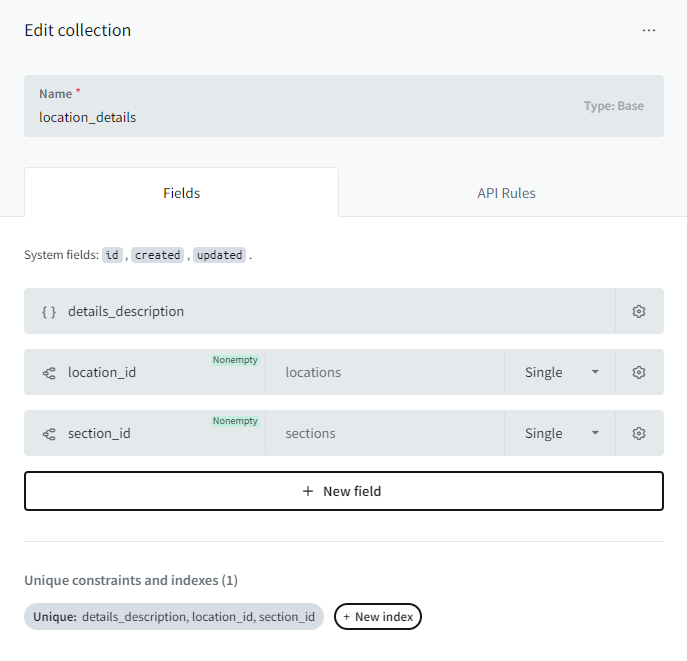 Edit collection
Name *
location_details
Type: Base
Fields
API Rules
System fields: id , created , updated .
{ } details_description
location_id
Nonempty
locations
Single
section_id
Nonempty
sections
Single
+ New field
Unique constraints and indexes (1)
Unique: details_description, location_id, section_id
+ New index